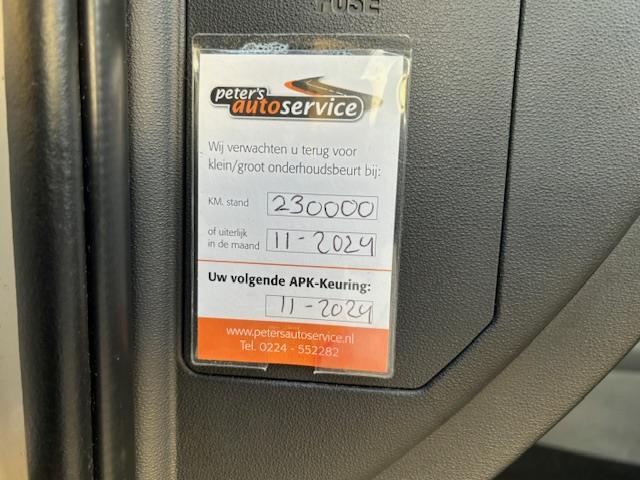 FUSE
peter's
autoservice
Wij verwachten u terug voor
klein/groot onderhoudsbeurt bij:
KM. stand 230000
of uiterlijk
in de maand 11-2024
Uw volgende APK-Keuring:
11-2024
www.petersautoservice.nl
Tel. 0224 - 552282